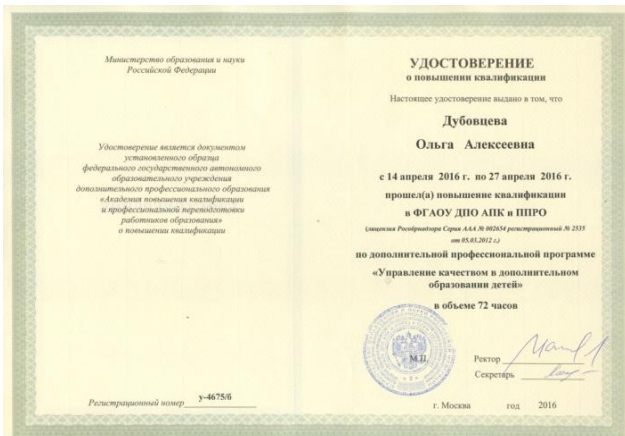 Министерство образования и науки
Российской Федерации
Удостоверение является документом
установленного образца
федерального государственного автономного
образовательного учреждения
дополнительного профессионального образования
«Академия повышения квалификации
и профессиональной переподготовки
работников образования»
о повышении квалификации
Регистрационный номер у-4675/б
УДОСТОВЕРЕНИЕ
о повышении квалификации
Настоящее удостоверение выдано в том, что
Дубовцева
Ольга Алексеевна
с 14 апреля 2016 г. по 27 апреля 2016 г.
прошел(а) повышение квалификации
в ФГАОУ ДПО АПК и ППРО
(лицензия Рособрнадзора Серия ААА № 002654 регистрационный № 2535
от 05.03.2012 г.)
по дополнительной профессиональной программе
«Управление качеством в дополнительном
образовании детей»
в объеме 72 часов
М.П.
Ректор
Секретарь
г. Москва год 2016